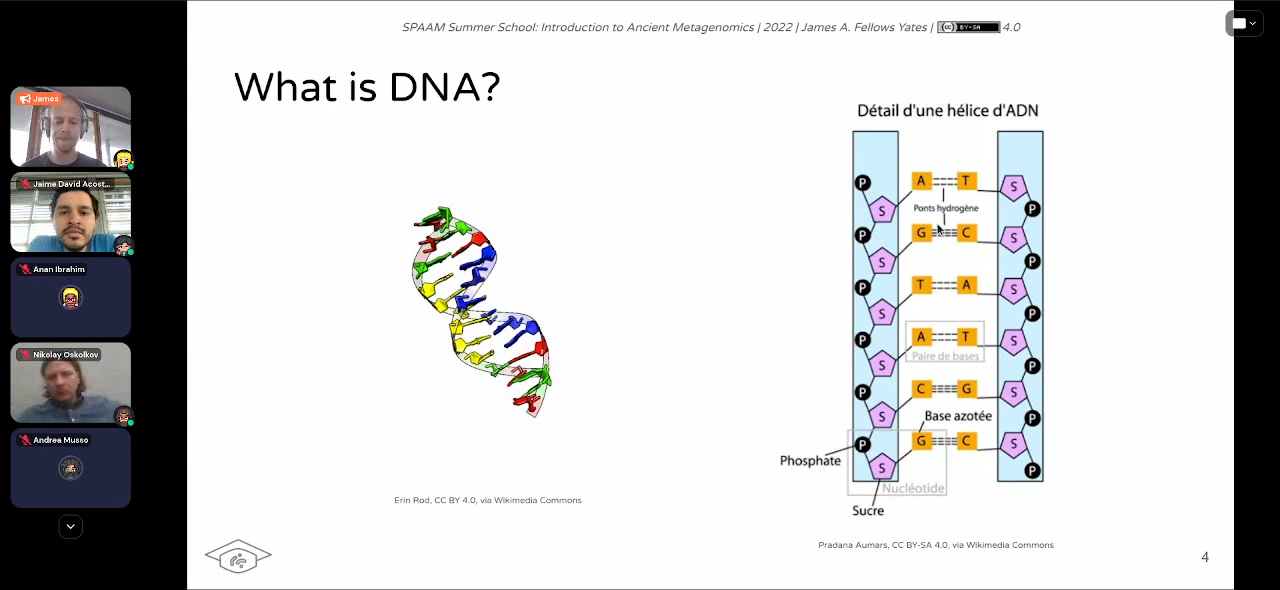 SPAAM Summer School: Introduction to Ancient Metagenomics | 2022 | James A. Fellows Yates | (cc) BY-SA 4.0
What is DNA?
James
Jaime David Acost...
Anan Ibrahim
Nikolay Oskolkov
Andrea Musso
Erin Rod, CC BY 4.0, via Wikimedia Commons
Détail d'une hélice d'ADN
P A T S
S Ponts hydrogène P
P G C S
S P
P T A S
S P
P A T S
S Paire de bases P
P C G S
S Base azotée P
P G C S
Phosphate S P
Nucléotide
Sucre
Pradana Aumars, CC BY-SA 4.0, via Wikimedia Commons
4